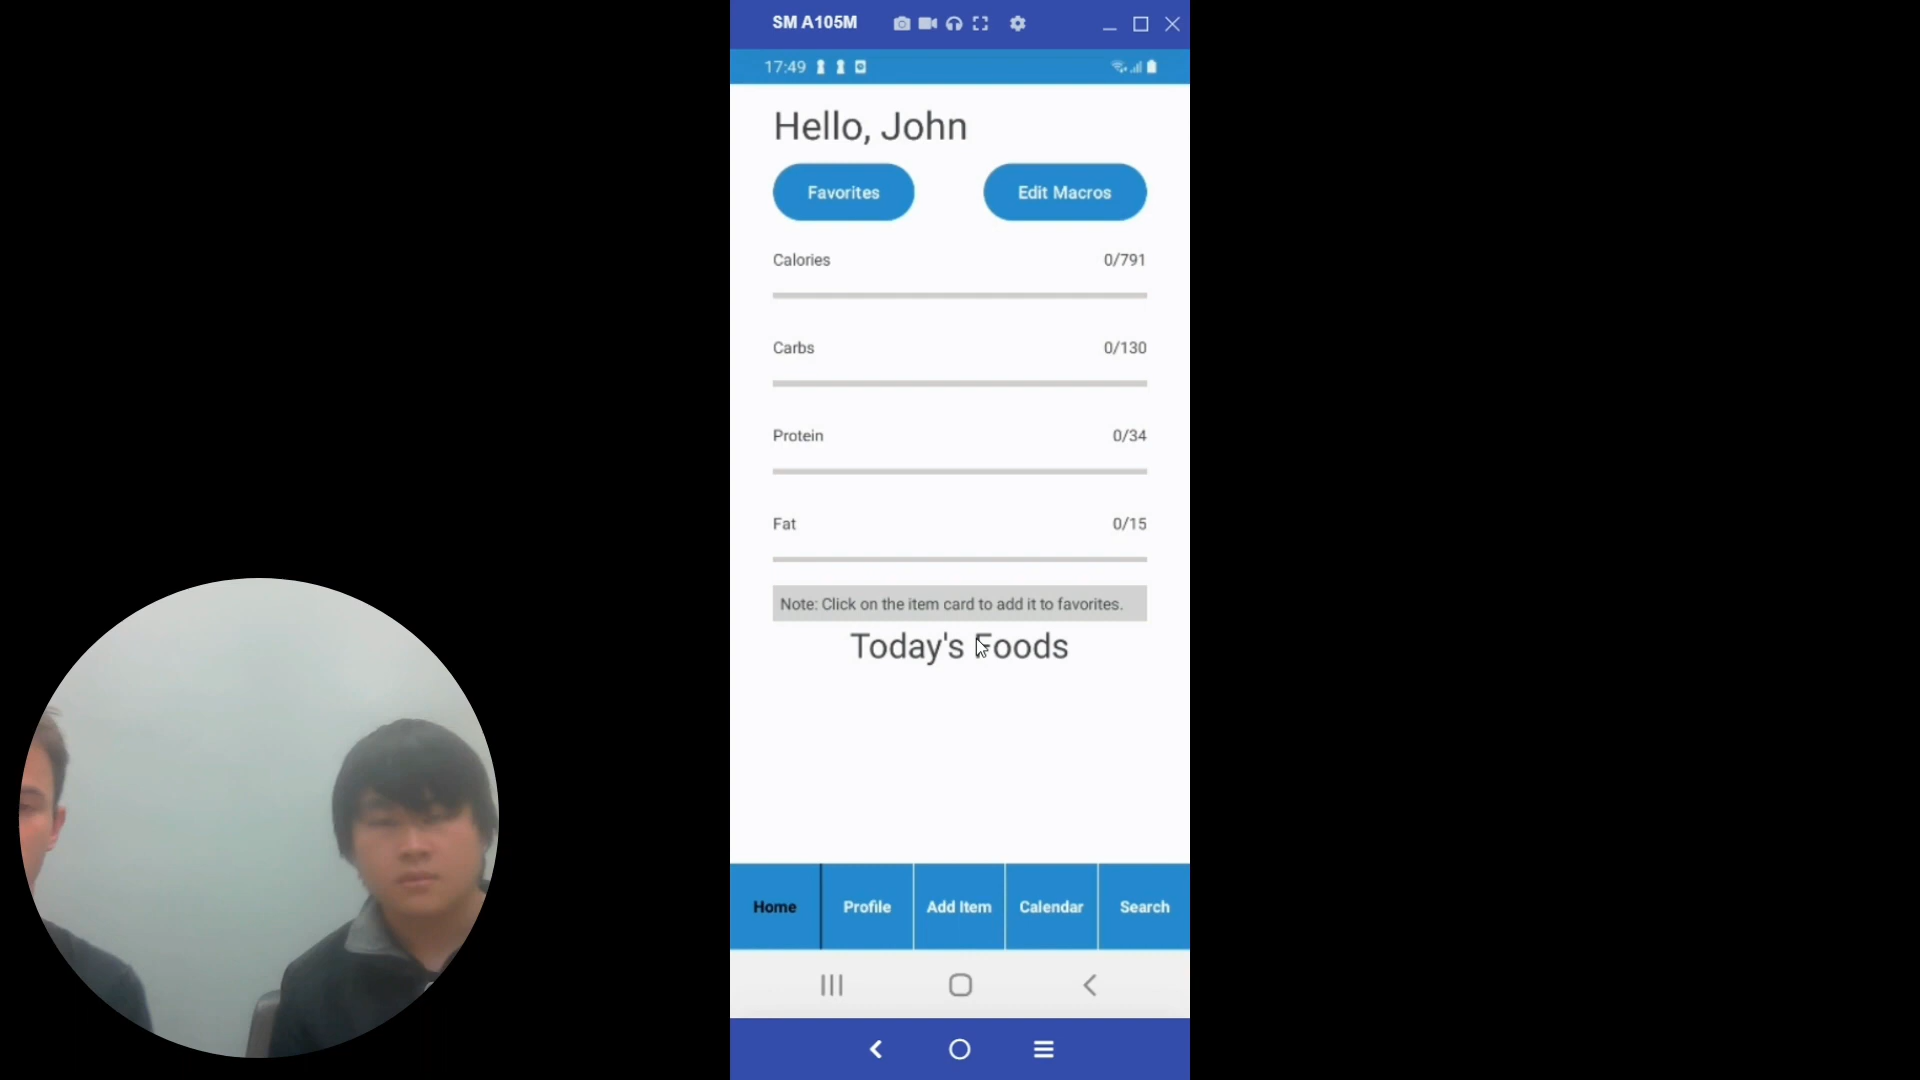 SM A105M
17:49
Hello, John
Favorites
Edit Macros
Calories 0/791
Carbs 0/130
Protein 0/34
Fat 0/15
Note: Click on the item card to add it to favorites.
Today's Foods
Home Profile Add Item Calendar Search